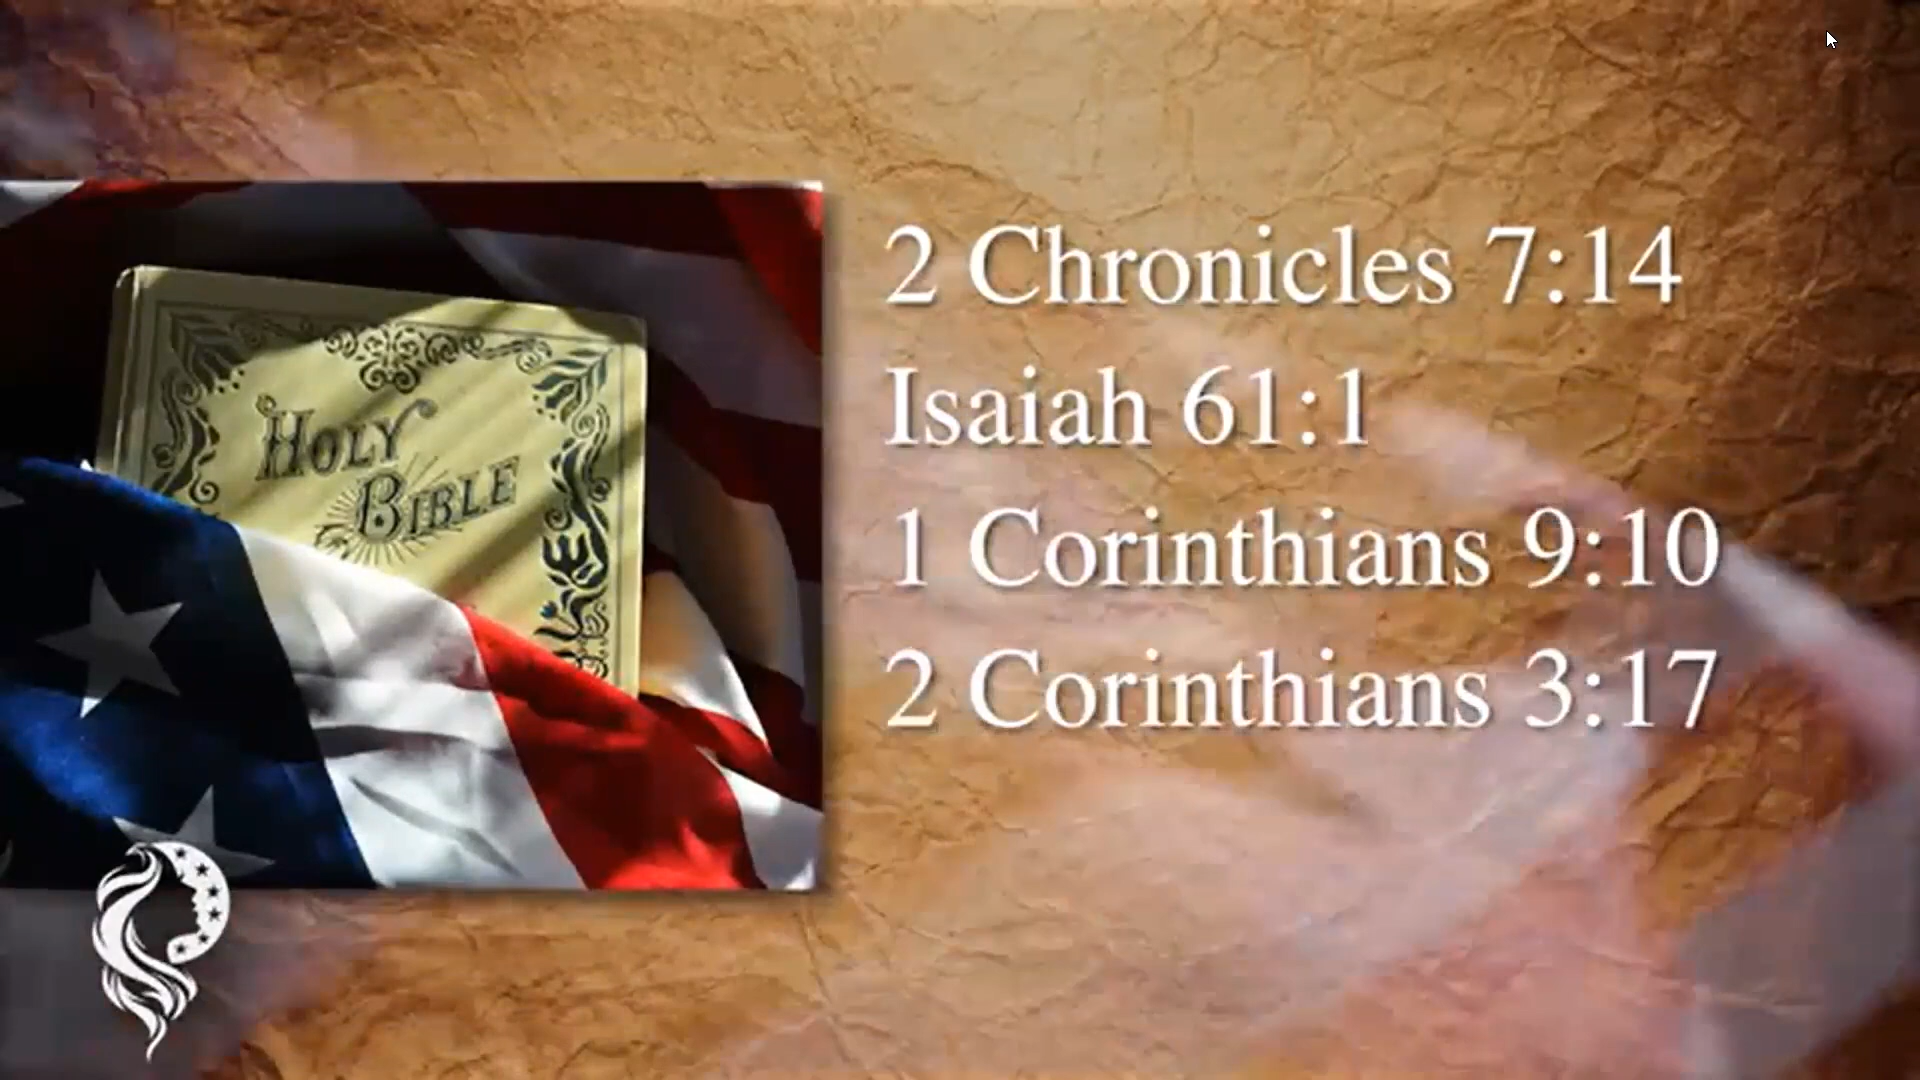 HOLY
BIBLE
2 Chronicles 7:14
Isaiah 61:1
1 Corinthians 9:10
2 Corinthians 3:17